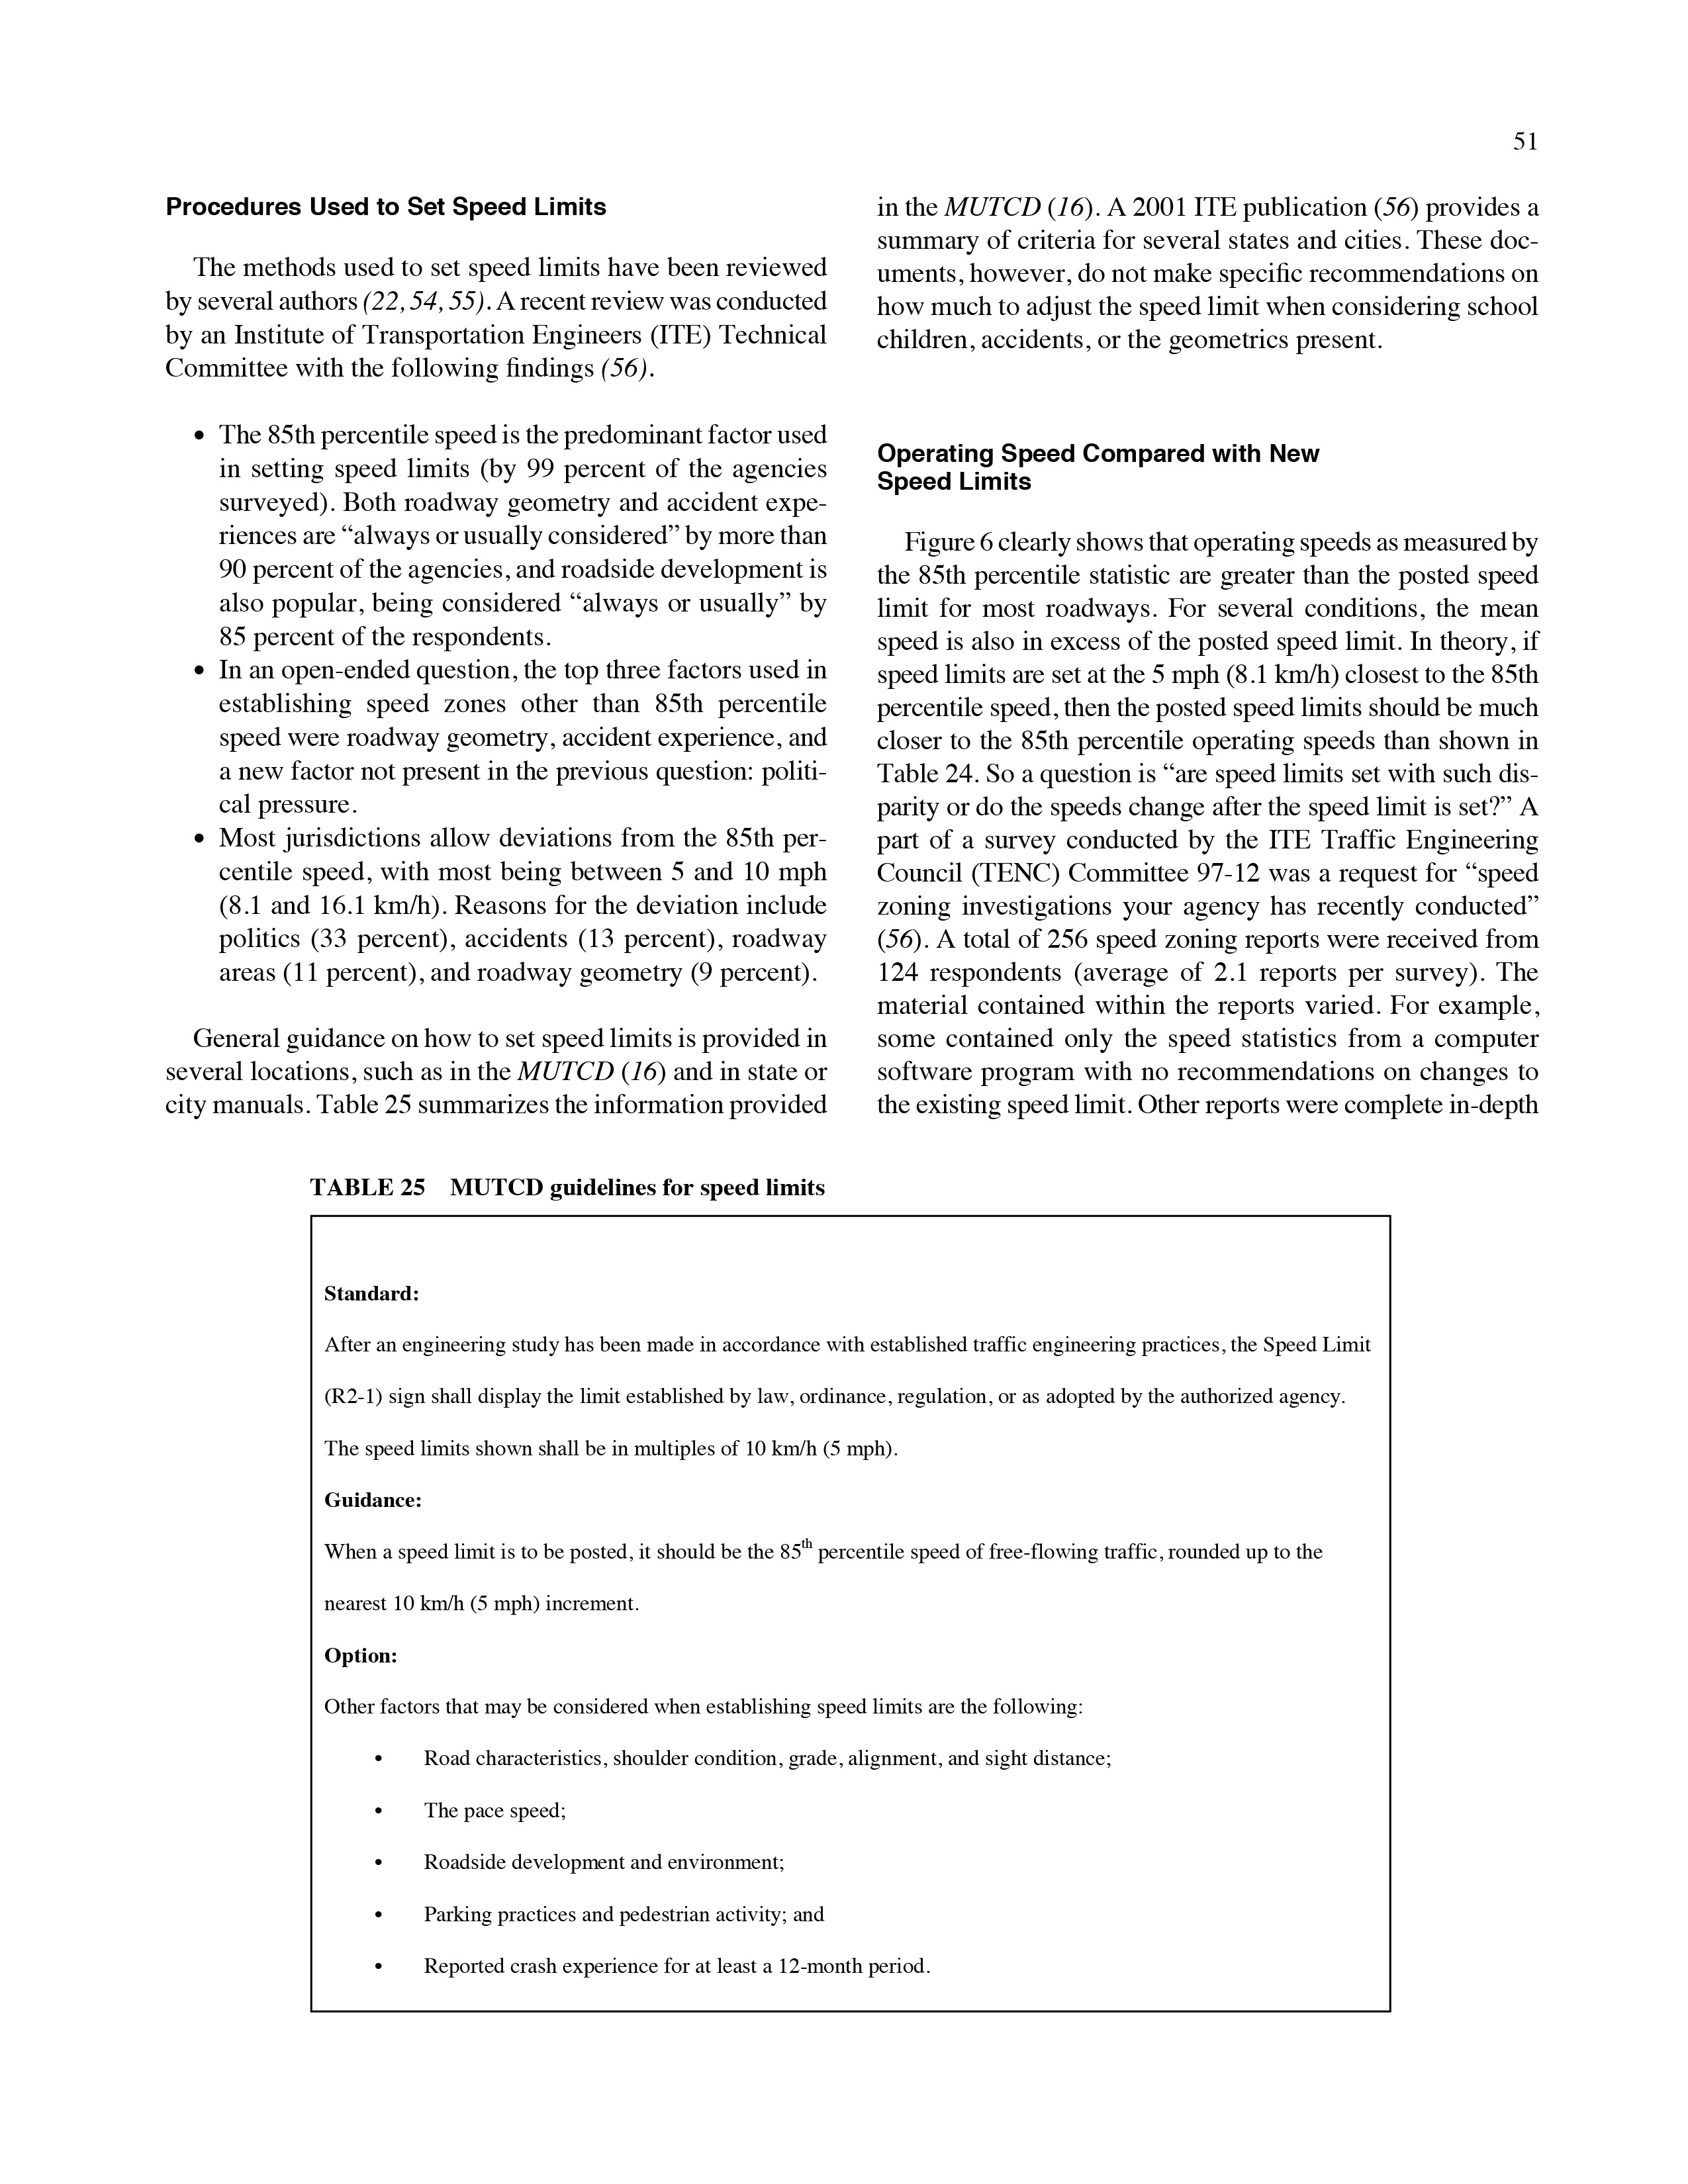 51
Procedures Used to Set Speed Limits
The methods used to set speed limits have been reviewed
by several authors (22, 54, 55). A recent review was conducted
by an Institute of Transportation Engineers (ITE) Technical
Committee with the following findings (56).
• The 85th percentile speed is the predominant factor used
in setting speed limits (by 99 percent of the agencies
surveyed). Both roadway geometry and accident expe-
riences are “always or usually considered” by more than
90 percent of the agencies, and roadside development is
also popular, being considered “always or usually” by
85 percent of the respondents.
• In an open-ended question, the top three factors used in
establishing speed zones other than 85th percentile
speed were roadway geometry, accident experience, and
a new factor not present in the previous question: politi-
cal pressure.
• Most jurisdictions allow deviations from the 85th per-
centile speed, with most being between 5 and 10 mph
(8.1 and 16.1 km/h). Reasons for the deviation include
politics (33 percent), accidents (13 percent), roadway
areas (11 percent), and roadway geometry (9 percent).
General guidance on how to set speed limits is provided in
several locations, such as in the MUTCD (16) and in state or
city manuals. Table 25 summarizes the information provided
in the MUTCD (16). A 2001 ITE publication (56) provides a
summary of criteria for several states and cities. These doc-
uments, however, do not make specific recommendations on
how much to adjust the speed limit when considering school
children, accidents, or the geometrics present.
Operating Speed Compared with New
Speed Limits
Figure 6 clearly shows that operating speeds as measured by
the 85th percentile statistic are greater than the posted speed
limit for most roadways. For several conditions, the mean
speed is also in excess of the posted speed limit. In theory, if
speed limits are set at the 5 mph (8.1 km/h) closest to the 85th
percentile speed, then the posted speed limits should be much
closer to the 85th percentile operating speeds than shown in
Table 24. So a question is “are speed limits set with such dis-
parity or do the speeds change after the speed limit is set?” A
part of a survey conducted by the ITE Traffic Engineering
Council (TENC) Committee 97-12 was a request for “speed
zoning investigations your agency has recently conducted”
(56). A total of 256 speed zoning reports were received from
124 respondents (average of 2.1 reports per survey). The
material contained within the reports varied. For example,
some contained only the speed statistics from a computer
software program with no recommendations on changes to
the existing speed limit. Other reports were complete in-depth
TABLE 25 MUTCD guidelines for speed limits
Standard:
After an engineering study has been made in accordance with established traffic engineering practices, the Speed Limit
(R2-1) sign shall display the limit established by law, ordinance, regulation, or as adopted by the authorized agency.
The speed limits shown shall be in multiples of 10 km/h (5 mph).
Guidance:
When a speed limit is to be posted, it should be the 85th percentile speed of free-flowing traffic, rounded up to the
nearest 10 km/h (5 mph) increment.
Option:
Other factors that may be considered when establishing speed limits are the following:
• Road characteristics, shoulder condition, grade, alignment, and sight distance;
• The pace speed;
• Roadside development and environment;
• Parking practices and pedestrian activity; and
• Reported crash experience for at least a 12-month period.